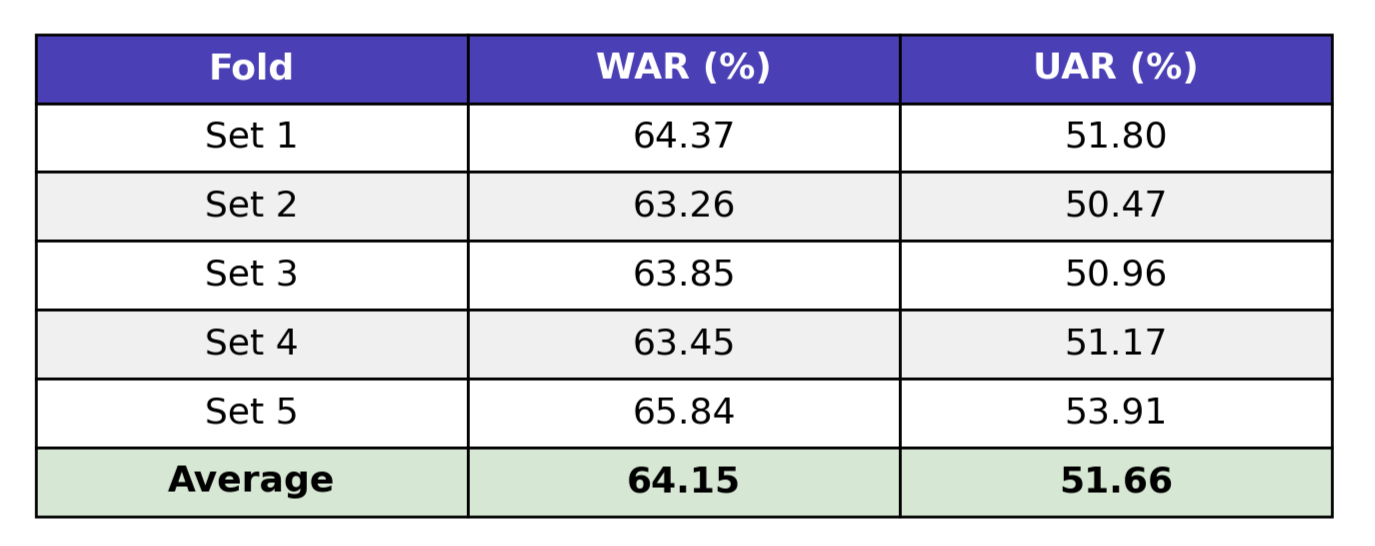 Fold WAR (%) UAR (%)
Set 1 64.37 51.80
Set 2 63.26 50.47
Set 3 63.85 50.96
Set 4 63.45 51.17
Set 5 65.84 53.91
Average 64.15 51.66